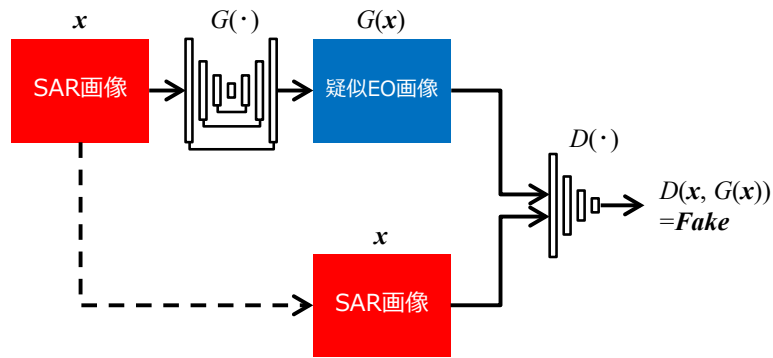 x
G(·)
G(x)
SAR画像
疑似EO画像
D(·)
D(x, G(x))
=Fake
x
SAR画像